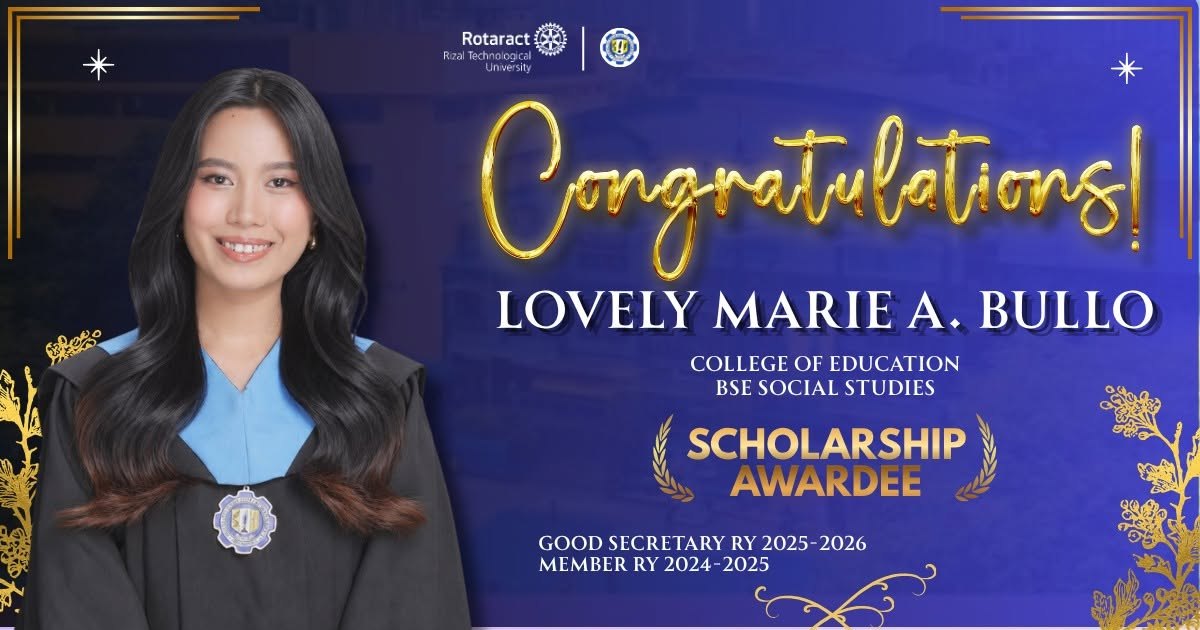 Rotaract
Rizal Technological
University
Congratulations!
LOVELY MARIE A. BULLO
COLLEGE OF EDUCATION
BSE SOCIAL STUDIES
SCHOLARSHIP
AWARDEE
GOOD SECRETARY RY 2025-2026
MEMBER RY 2024-2025